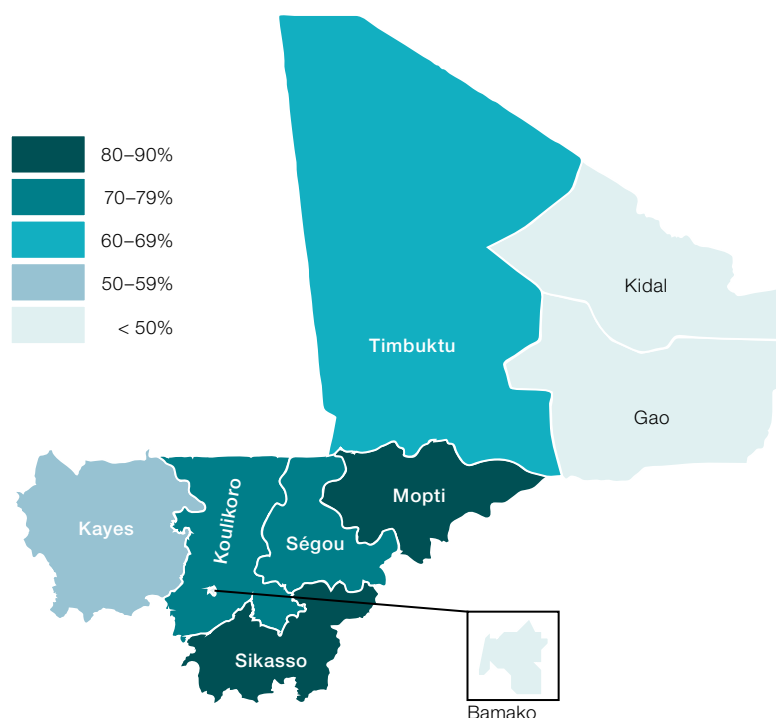 80–90%
70–79%
60–69%
50–59%
< 50%
Kidal
Timbuktu
Gao
Mopti
Koulikoro
Kayes
Ségou
Sikasso
Bamako